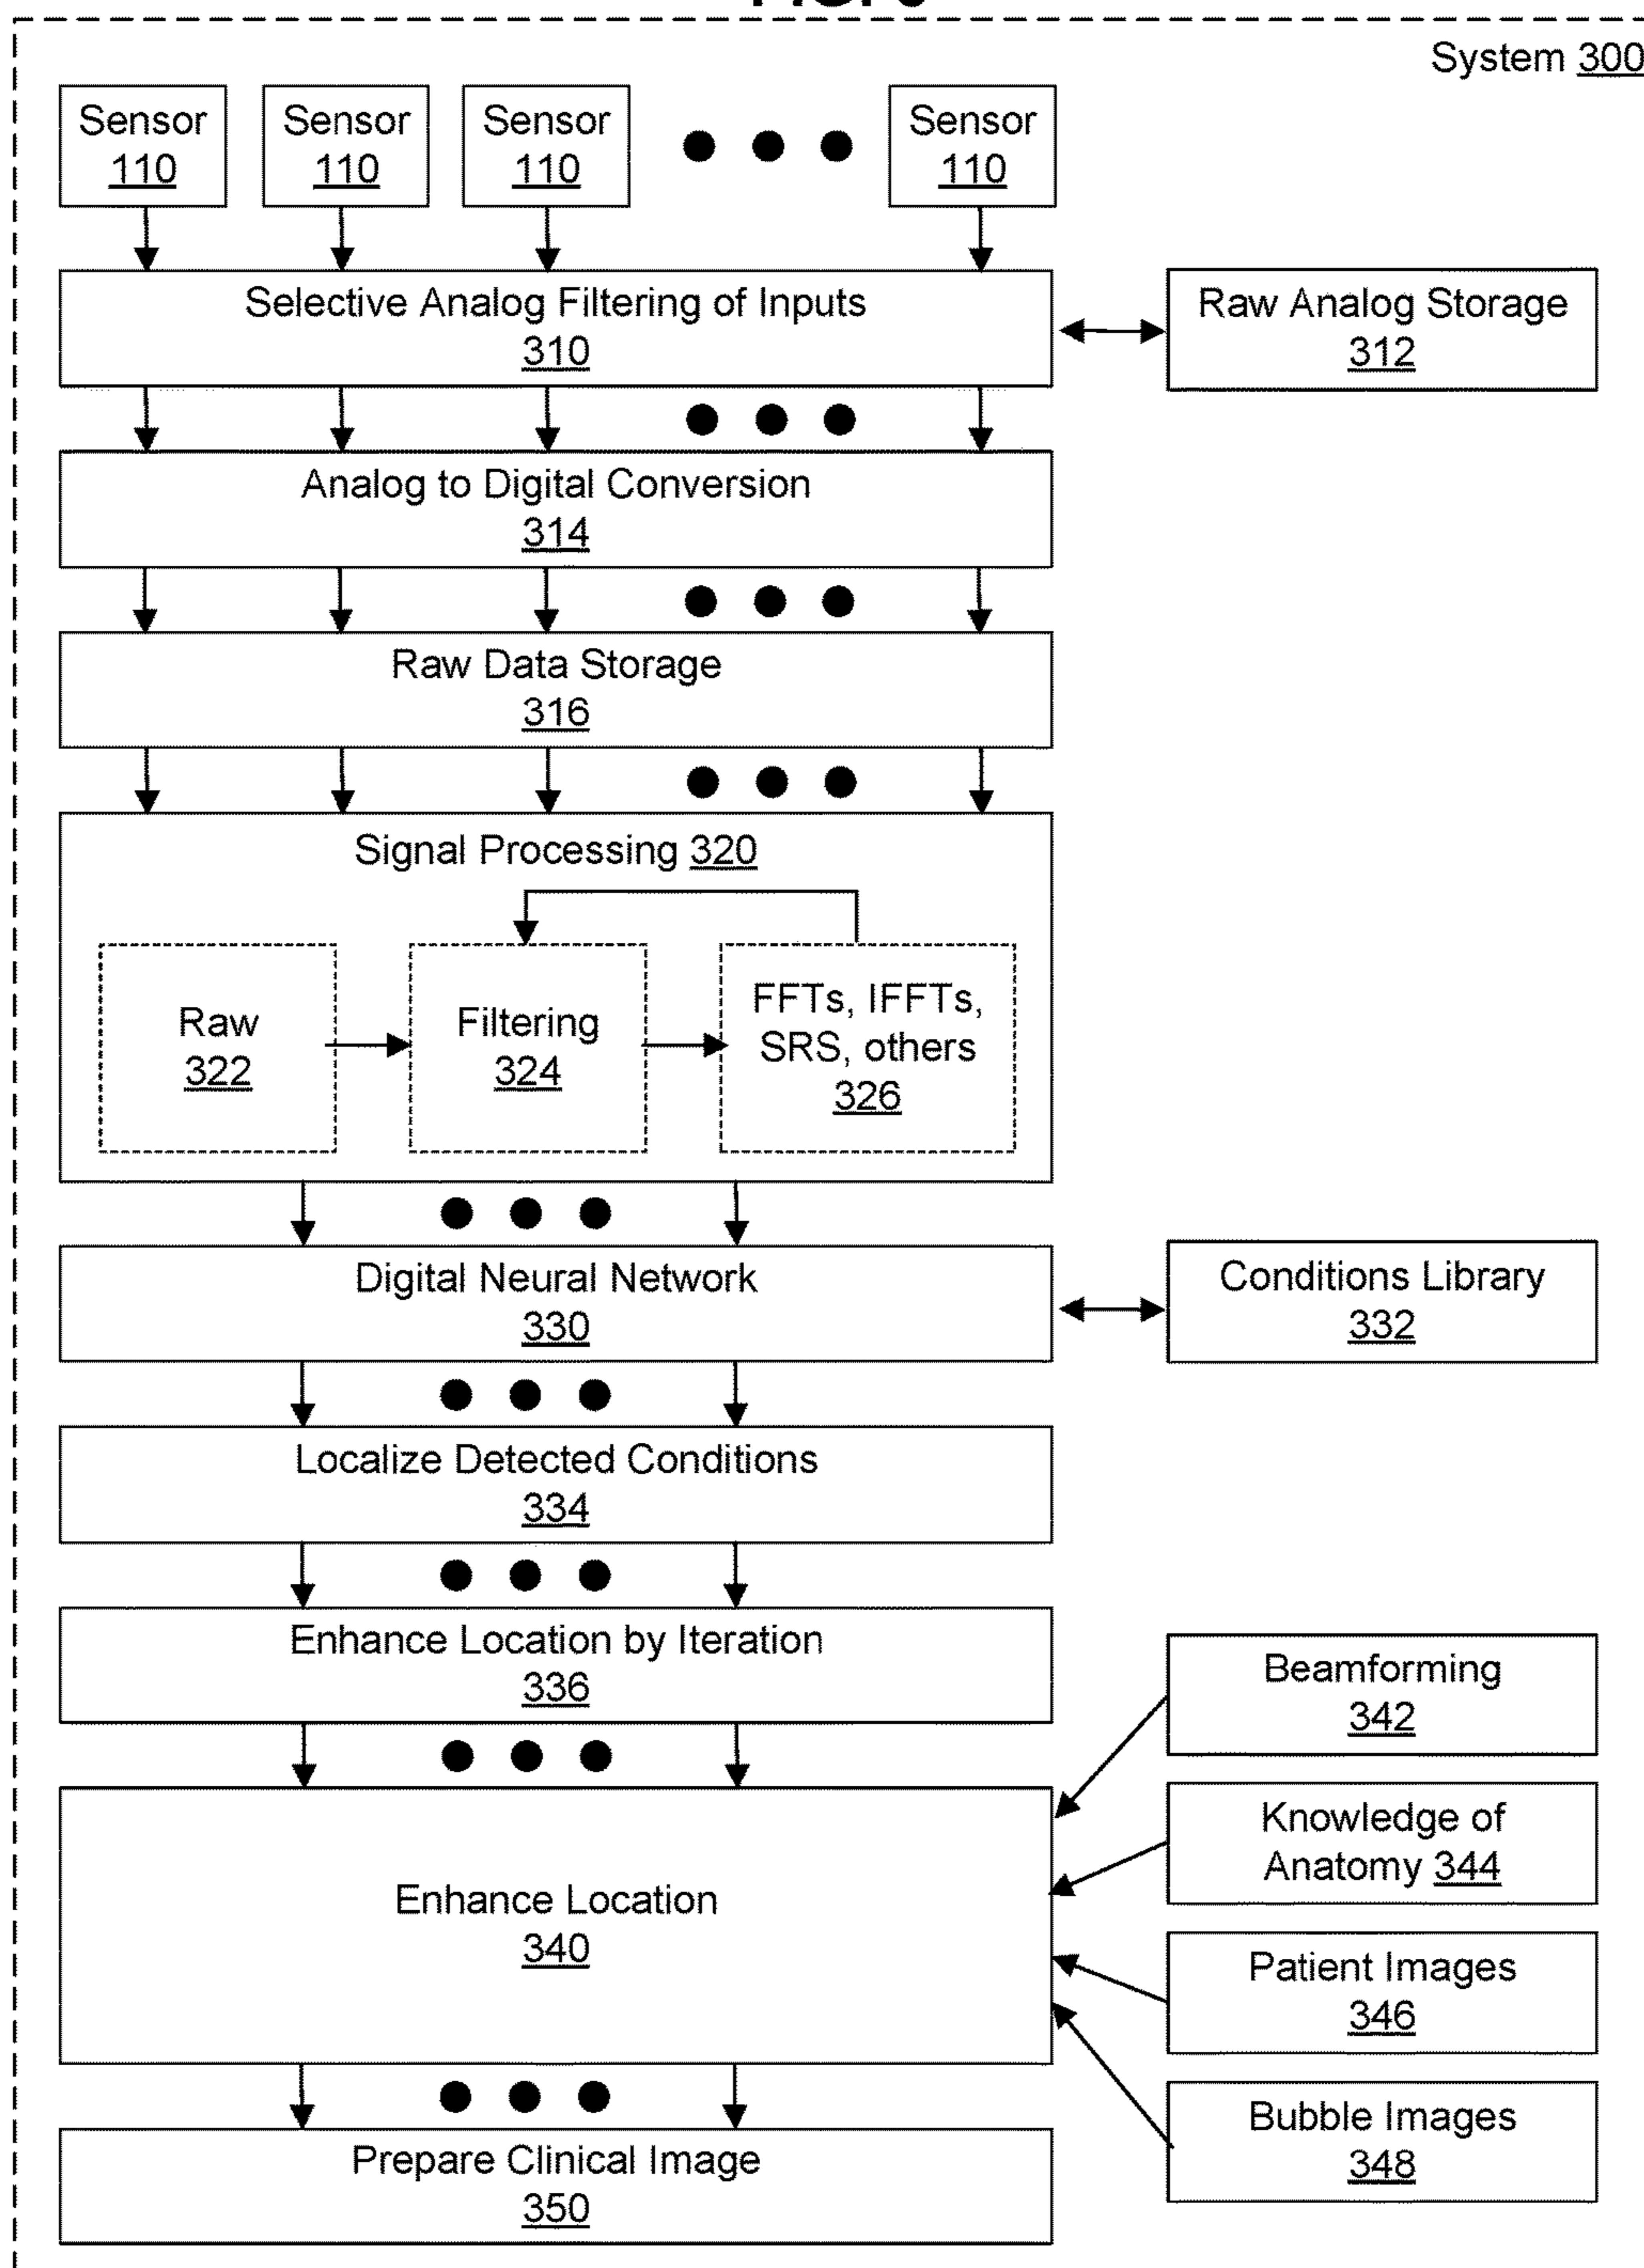 System 300
Sensor
110
Sensor
110
Sensor
110
Sensor
110
Selective Analog Filtering of Inputs
310
Raw Analog Storage
312
Analog to Digital Conversion
314
Raw Data Storage
316
Signal Processing 320
Raw
322
Filtering
324
FFTs, IFFTs,
SRS, others
326
Digital Neural Network
330
Conditions Library
332
Localize Detected Conditions
334
Enhance Location by Iteration
336
Beamforming
342
Knowledge of
Anatomy 344
Enhance Location
340
Patient Images
346
Bubble Images
348
Prepare Clinical Image
350